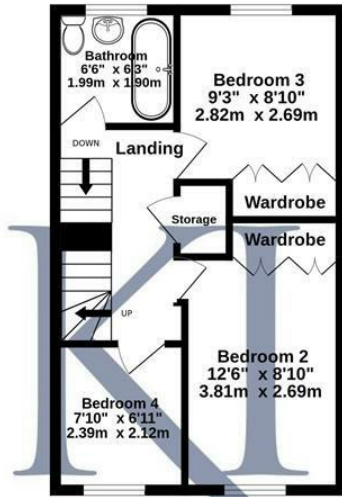 Bathroom
6'6" x 6'3"
1.99m x 1.90m
Bedroom 3
9'3" x 8'10"
2.82m x 2.69m
DOWN
Landing
Wardrobe
Storage
Wardrobe
UP
Bedroom 2
12'6" x 8'10"
3.81m x 2.69m
Bedroom 4
7'10" x 6'11"
2.39m x 2.12m
KI